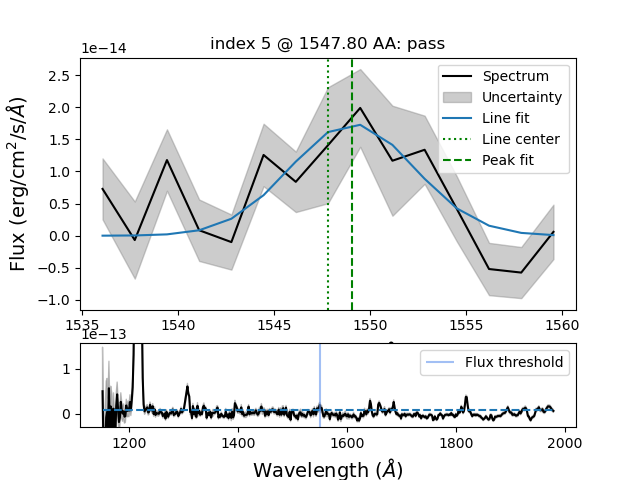 index 5 @ 1547.80 AA: pass
1e−14
Flux (erg/cm²/s/Å)
2.5
2.0
1.5
1.0
0.5
0.0
−0.5
−1.0
Spectrum
Uncertainty
Line fit
Line center
Peak fit
1535 1540 1545 1550 1555 1560
1e−13
1
0
Flux threshold
1200 1400 1600 1800 2000
Wavelength (Å)